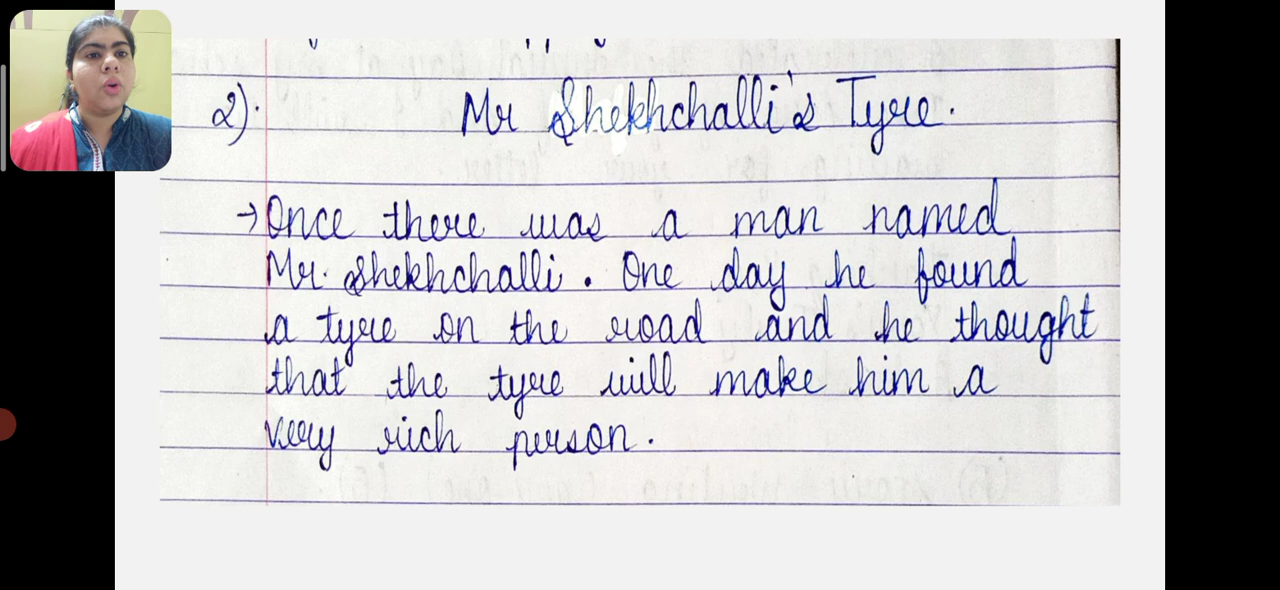 2).
Mr Shekhchalli's Tyre.
→ Once there was a man named
Mr. Shekhchalli. One day he found
a tyre on the road and he thought
that the tyre will make him a
very rich person.